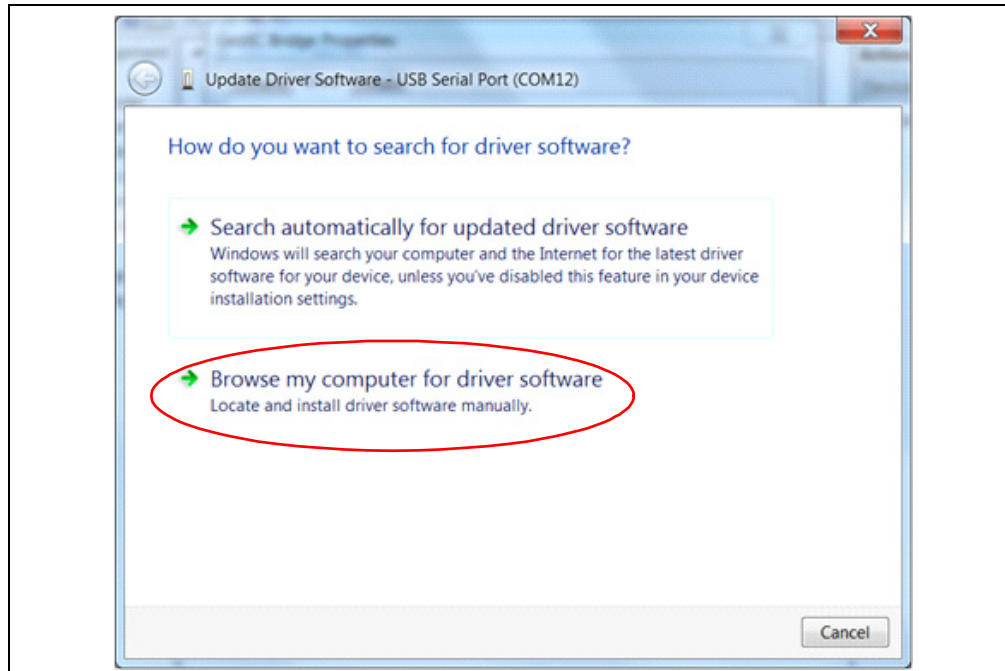 Update Driver Software - USB Serial Port (COM12)
How do you want to search for driver software?
Search automatically for updated driver software
Windows will search your computer and the Internet for the latest driver
software for your device, unless you've disabled this feature in your device
installation settings.
Browse my computer for driver software
Locate and install driver software manually.
Cancel